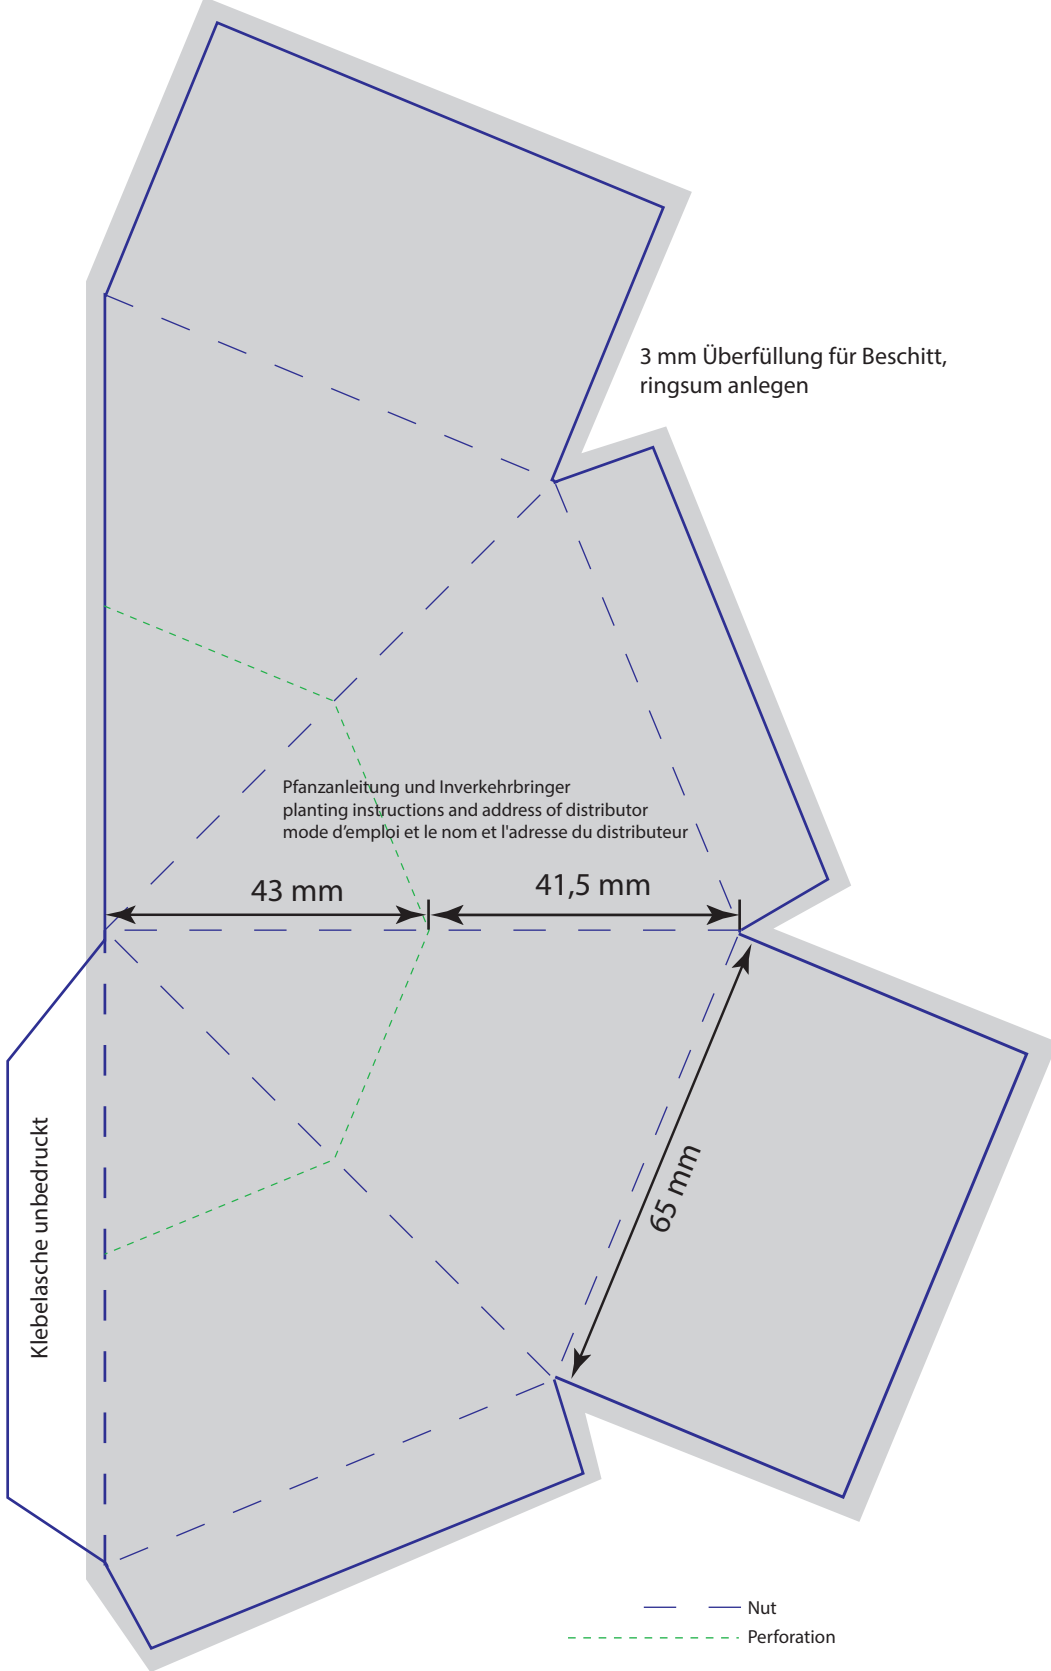 3 mm Überfüllung für Beschitt,
ringsum anlegen
Pfanzanleitung und Inverkehrbringer
planting instructions and address of distributor
mode d'emploi et le nom et l'adresse du distributeur
43 mm
41,5 mm
65 mm
Klebelasche unbedruckt
Nut
Perforation